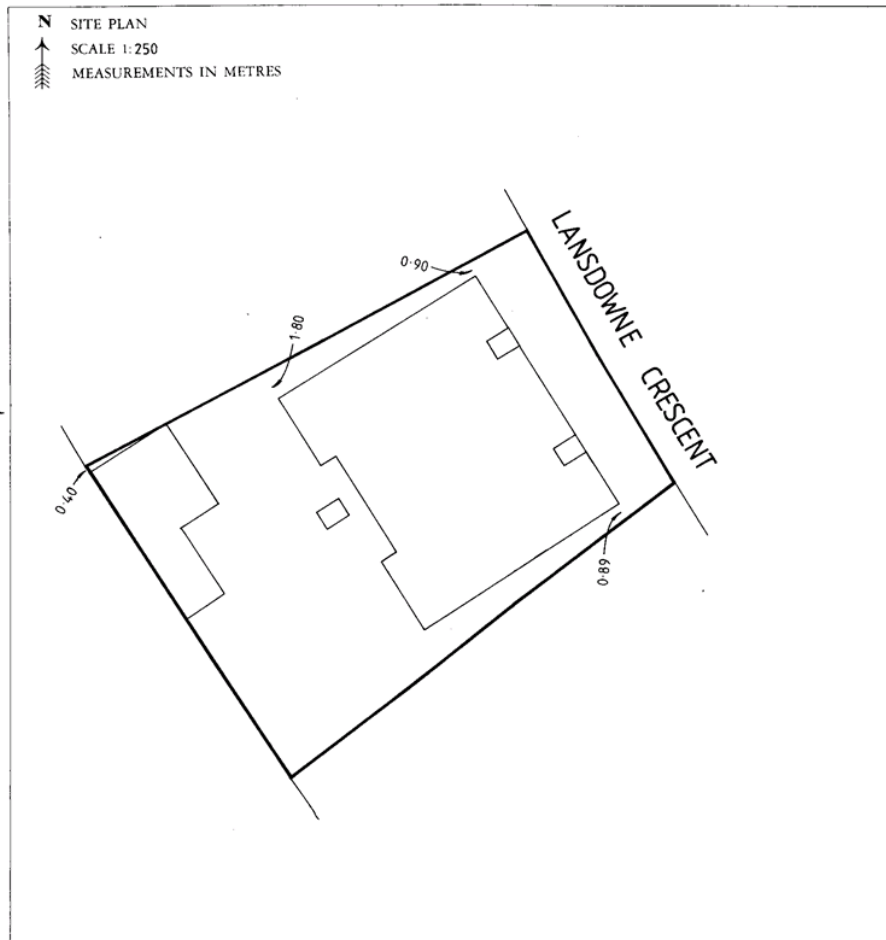 N SITE PLAN
SCALE 1:250
MEASUREMENTS IN METRES
LANSDOWNE CRESCENT
0·90
1·80
0·40
0·89